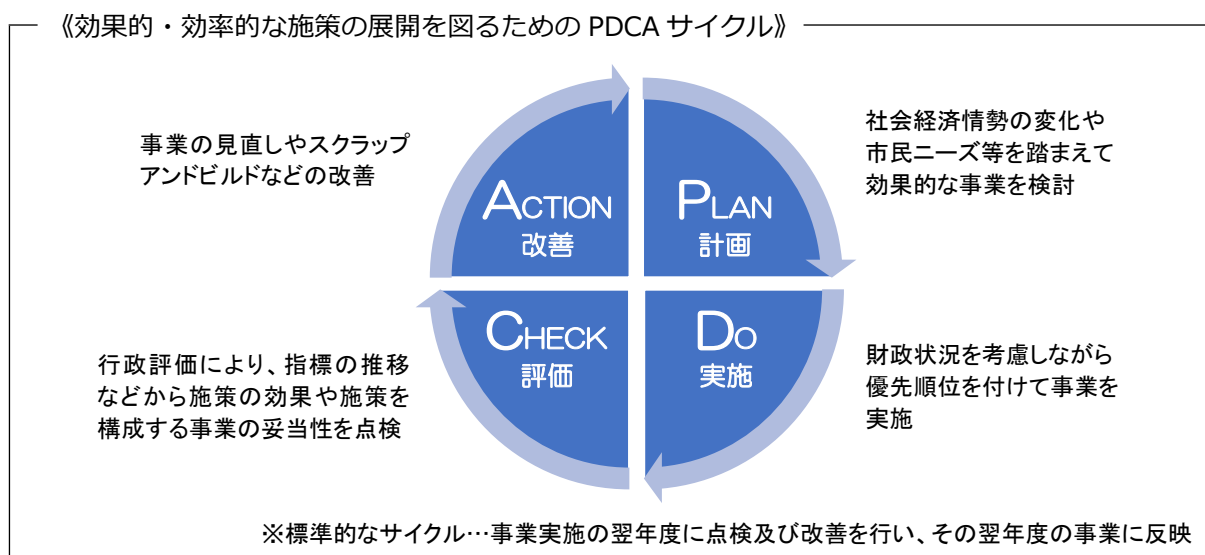 《効果的・効率的な施策の展開を図るための PDCA サイクル》
事業の見直しやスクラップ
アンドビルドなどの改善
ACTION
改善
PLAN
計画
社会経済情勢の変化や
市民ニーズ等を踏まえて
効果的な事業を検討
行政評価により、指標の推移
などから施策の効果や施策を
構成する事業の妥当性を点検
CHECK
評価
DO
実施
財政状況を考慮しながら
優先順位を付けて事業を
実施
※標準的なサイクル…事業実施の翌年度に点検及び改善を行い、その翌年度の事業に反映